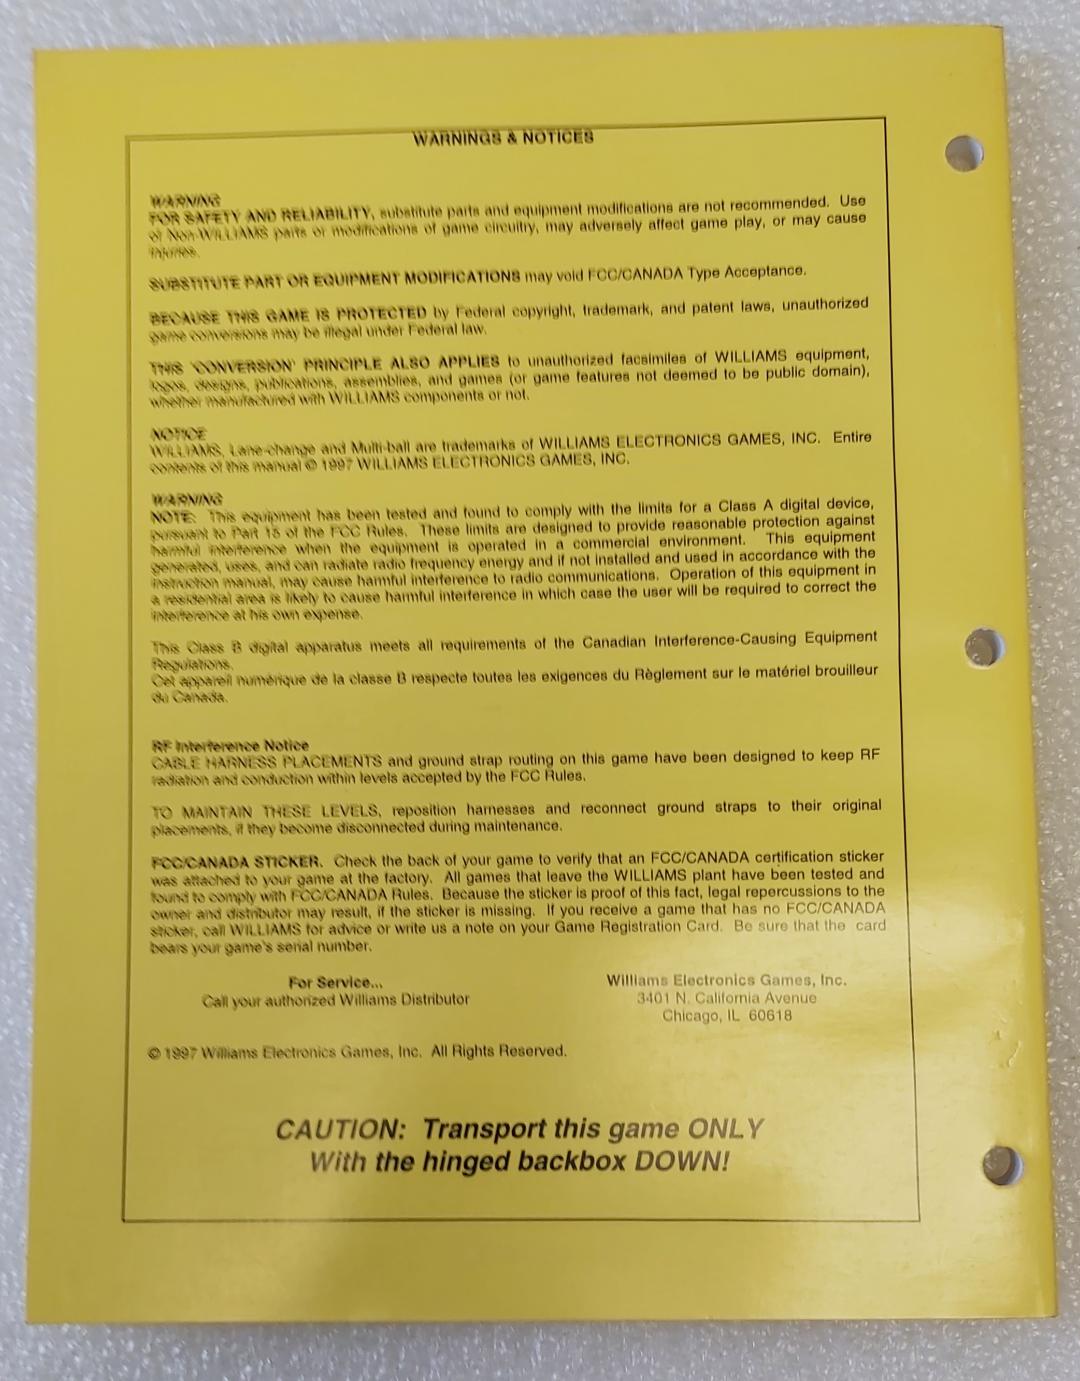 WARNINGS & NOTICES
WARNING
FOR SAFETY AND RELIABILITY, substitute parts and equipment modifications are not recommended. Use
of Non-WILLIAMS parts or modifications of game circuitry, may adversely affect game play, or may cause
injuries.
SUBSTITUTE PART OR EQUIPMENT MODIFICATIONS may void FCC/CANADA Type Acceptance.
BECAUSE THIS GAME IS PROTECTED by Federal copyright, trademark, and patent laws, unauthorized
game conversions may be illegal under Federal law.
THIS 'CONVERSION' PRINCIPLE ALSO APPLIES to unauthorized facsimiles of WILLIAMS equipment,
logos, designs, publications, assemblies, and games (or game features not deemed to be public domain),
whether manufactured with WILLIAMS components or not.
NOTICE
WILLIAMS, Lane-change and Multi-ball are trademarks of WILLIAMS ELECTRONICS GAMES, INC. Entire
contents of this manual © 1997 WILLIAMS ELECTRONICS GAMES, INC.
WARNING
NOTE: This equipment has been tested and found to comply with the limits for a Class A digital device,
pursuant to Part 15 of the FCC Rules. These limits are designed to provide reasonable protection against
harmful interference when the equipment is operated in a commercial environment. This equipment
generated, uses, and can radiate radio frequency energy and if not installed and used in accordance with the
instruction manual, may cause harmful interference to radio communications. Operation of this equipment in
a residential area is likely to cause harmful interference in which case the user will be required to correct the
interference at his own expense.
This Class B digital apparatus meets all requirements of the Canadian Interference-Causing Equipment
Regulations.
Cet appareil numérique de la classe B respecte toutes les exigences du Règlement sur le matériel brouilleur
du Canada.
RF Interference Notice
CABLE HARNESS PLACEMENTS and ground strap routing on this game have been designed to keep RF
radiation and conduction within levels accepted by the FCC Rules.
TO MAINTAIN THESE LEVELS, reposition harnesses and reconnect ground straps to their original
placements, if they become disconnected during maintenance.
FCC/CANADA STICKER. Check the back of your game to verify that an FCC/CANADA certification sticker
was attached to your game at the factory. All games that leave the WILLIAMS plant have been tested and
found to comply with FCC/CANADA Rules. Because the sticker is proof of this fact, legal repercussions to the
owner and distributor may result, if the sticker is missing. If you receive a game that has no FCC/CANADA
sticker, call WILLIAMS for advice or write us a note on your Game Registration Card. Be sure that the card
bears your game's serial number.
For Service...
Call your authorized Williams Distributor
Williams Electronics Games, Inc.
3401 N. California Avenue
Chicago, IL 60618
© 1997 Williams Electronics Games, Inc. All Rights Reserved.
CAUTION: Transport this game ONLY
With the hinged backbox DOWN!